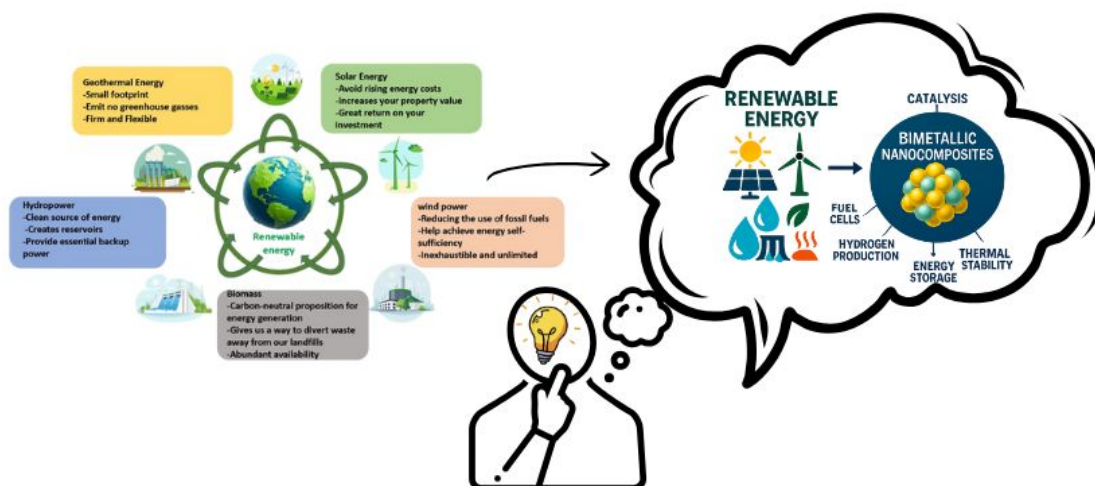 Geothermal Energy
-Small footprint
-Emit no greenhouse gasses
-Firm and Flexible
Solar Energy
-Avoid rising energy costs
-Increases your property value
-Great return on your
investment
Hydropower
-Clean source of energy
-Creates reservoirs
-Provide essential backup
power
Renewable
energy
wind power
-Reducing the use of fossil fuels
-Help achieve energy self-
sufficiency
-Inexhaustible and unlimited
Biomass
-Carbon-neutral proposition for
energy generation
-Gives us a way to divert waste
away from our landfills
-Abundant availability
RENEWABLE
ENERGY
CATALYSIS
BIMETALLIC
NANOCOMPOSITES
FUEL
CELLS
HYDROGEN
PRODUCTION
ENERGY
STORAGE
THERMAL
STABILITY